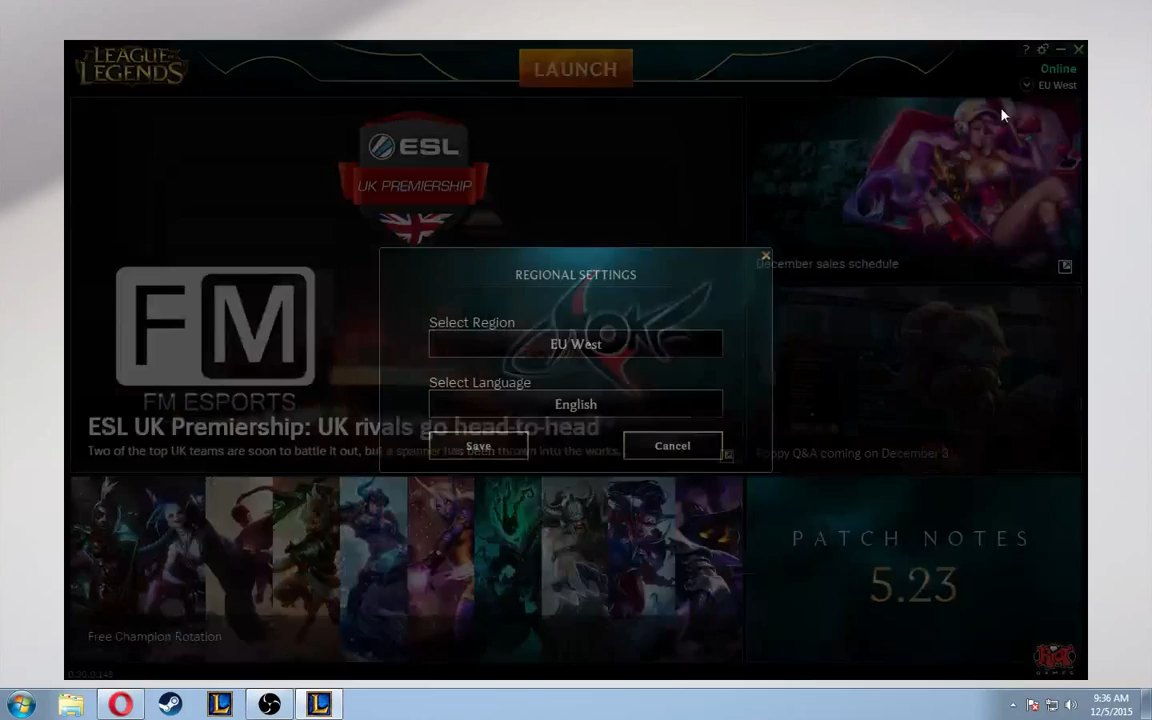 LEAGUE OF
LEGENDS
LAUNCH
?
Online
EU West
ESL
UK PREMIERSHIP
December sales schedule
REGIONAL SETTINGS
Select Region
EU West
Select Language
English
Save
Cancel
FM
FM ESPORTS
ESL UK Premiership: UK rivals go head-to-head
Two of the top UK teams are soon to battle it out, but a spanner has been thrown into the works.
Poppy Q&A coming on December 3
PATCH NOTES
5.23
Free Champion Rotation
RIOT
GAMES
9:36 AM
12/5/2015